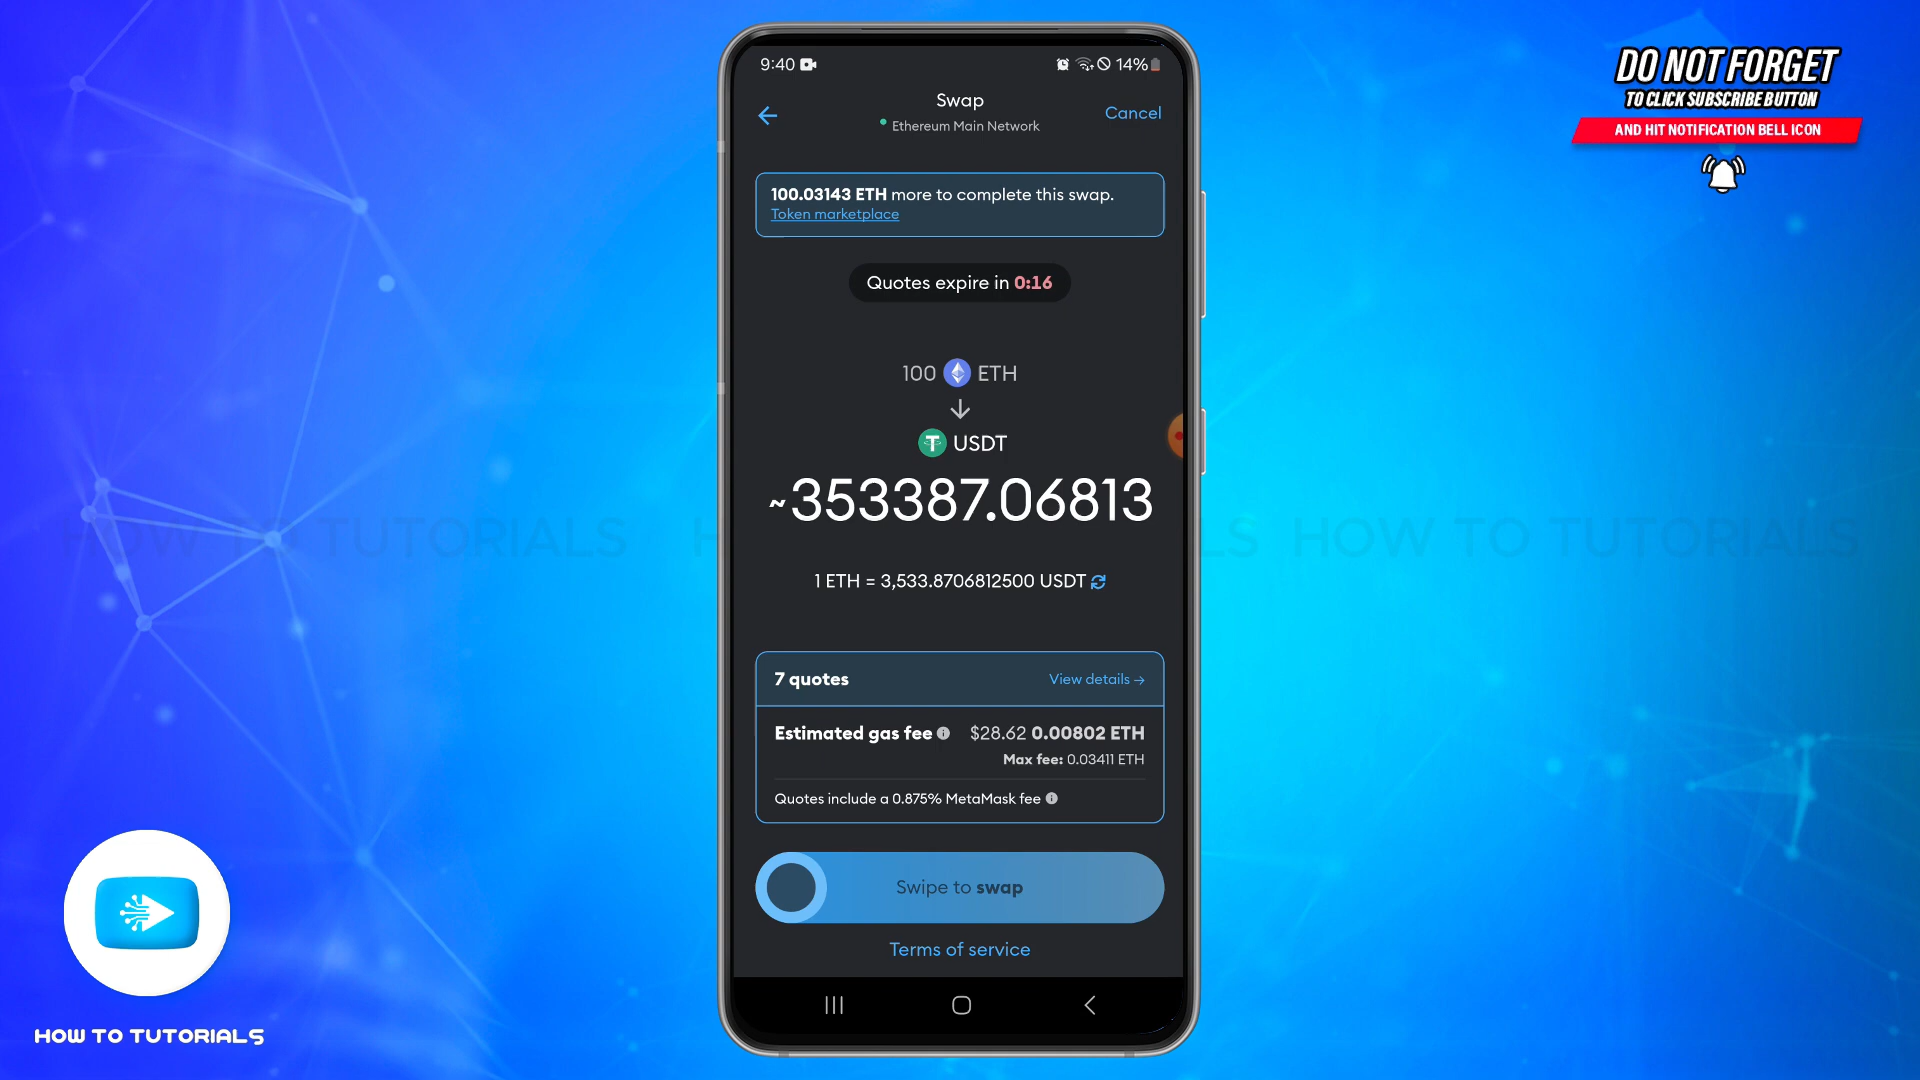 9:40
14%
Swap
Ethereum Main Network
Cancel
100.03143 ETH more to complete this swap.
Token marketplace
Quotes expire in 0:16
100 ETH
USDT
~353387.06813
1 ETH = 3,533.8706812500 USDT
7 quotes
View details →
Estimated gas fee $28.62 0.00802 ETH
Max fee: 0.03411 ETH
Quotes include a 0.875% MetaMask fee
Swipe to swap
Terms of service
DO NOT FORGET
TO CLICK SUBSCRIBE BUTTON
AND HIT NOTIFICATION BELL ICON
HOW TO TUTORIALS
HOW TO TUTORIALS
HOW TO TUTORIALS